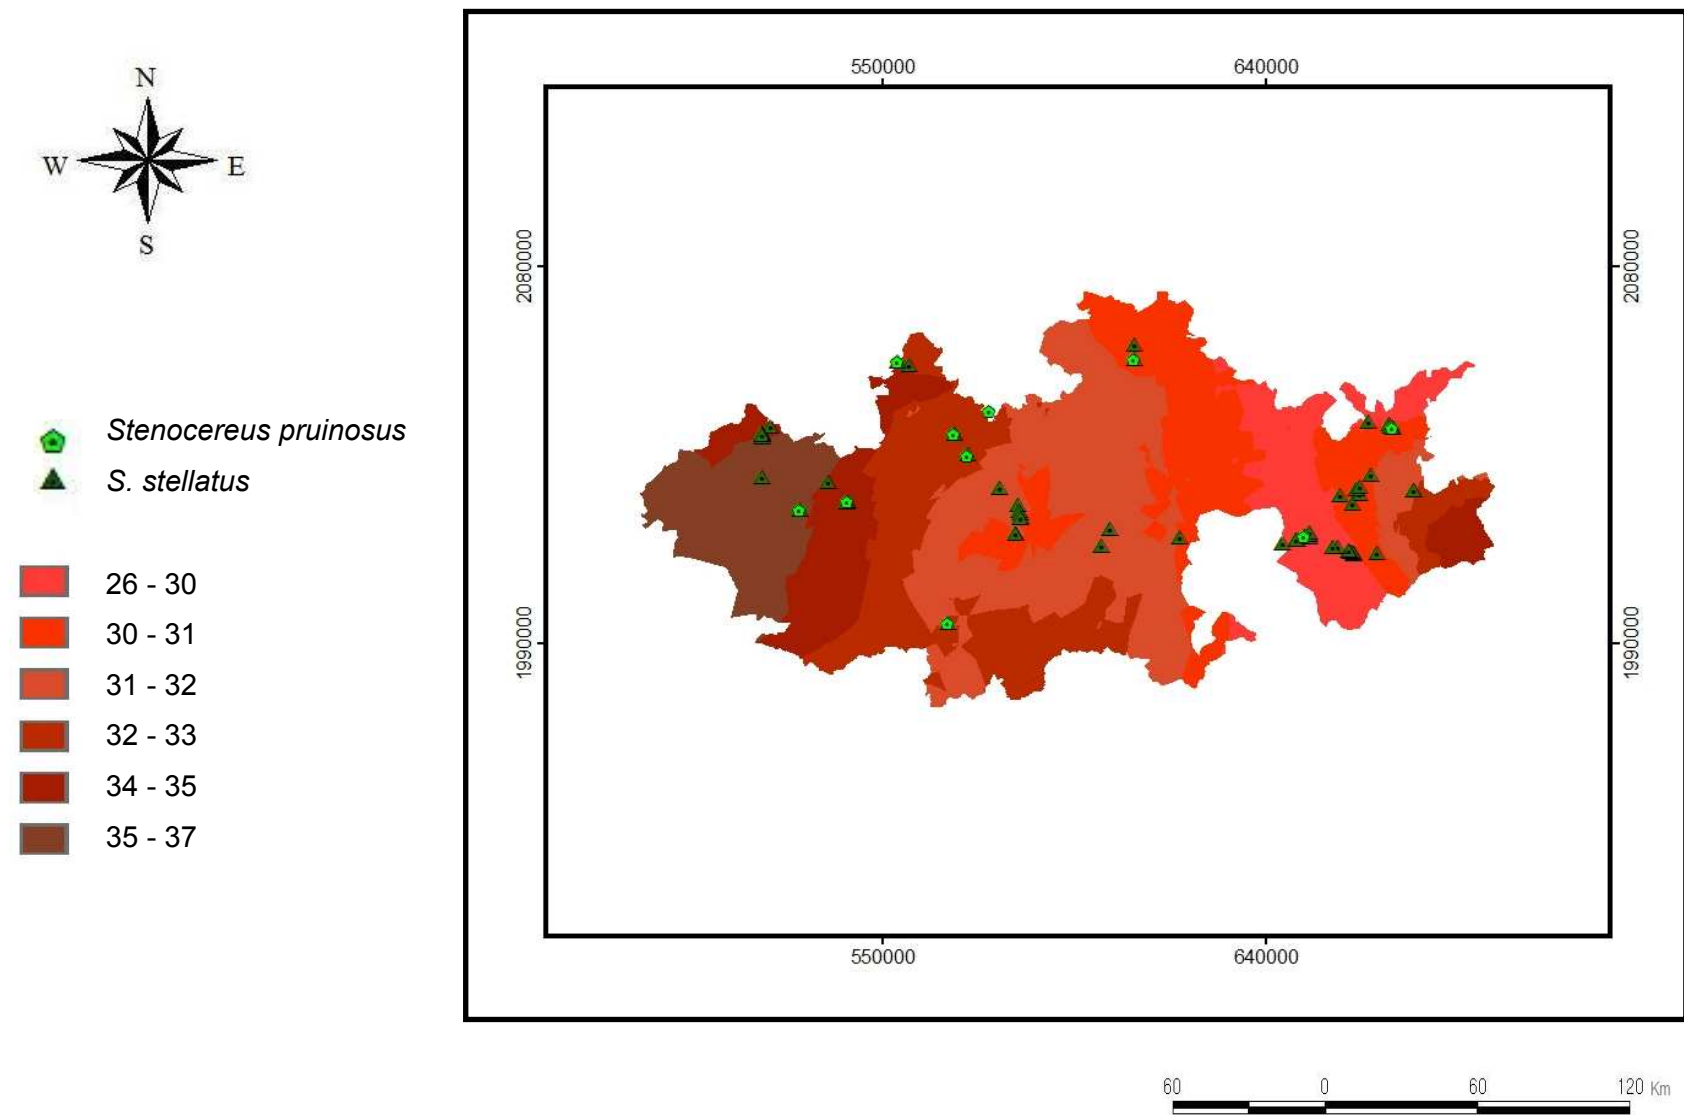 N
W E
S
Stenocereus pruinosus
S. stellatus
26 - 30
30 - 31
31 - 32
32 - 33
34 - 35
35 - 37
550000 640000
2080000 2080000
1990000 1990000
550000 640000
60 0 60 120 Km